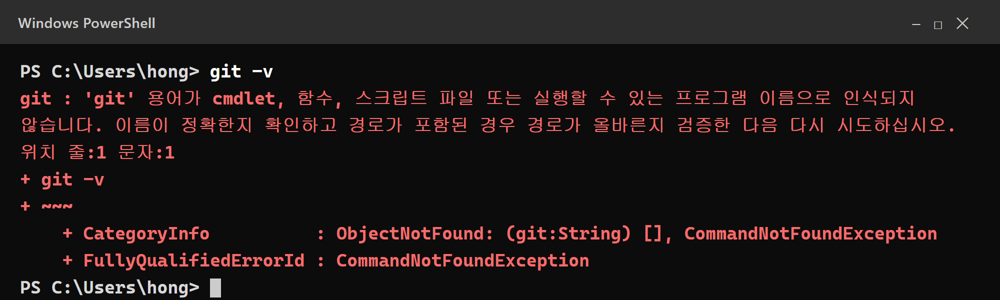 Windows PowerShell
PS C:\Users\hong> git -v
git : 'git' 용어가 cmdlet, 함수, 스크립트 파일 또는 실행할 수 있는 프로그램 이름으로 인식되지
않습니다. 이름이 정확한지 확인하고 경로가 포함된 경우 경로가 올바른지 검증한 다음 다시 시도하십시오.
위치 줄:1 문자:1
+ git -v
+ ~~~
    + CategoryInfo          : ObjectNotFound: (git:String) [], CommandNotFoundException
    + FullyQualifiedErrorId : CommandNotFoundException
PS C:\Users\hong>